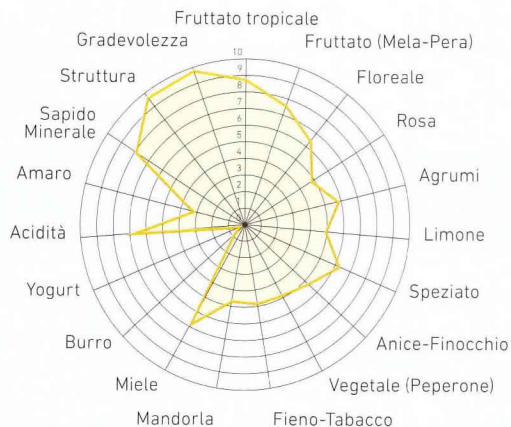 Fruttato tropicale
Gradevolezza
Fruttato (Mela-Pera)
Struttura
Floreale
Sapido
Minerale
Rosa
Amaro
Agrumi
Acidità
Limone
Yogurt
Speziato
Burro
Anice-Finocchio
Miele
Vegetale (Peperone)
Mandorla
Fieno-Tabacco
10
9
8
7
6
5
4
3
2
1